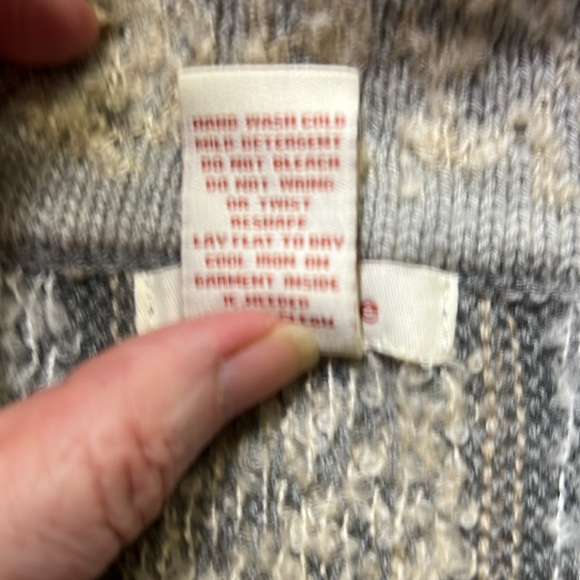 HAND WASH COLD
MILD DETERGENT
DO NOT BLEACH
DO NOT WRING
OR TWIST
RESHAPE
LAY FLAT TO DRY
COOL IRON ON
GARMENT INSIDE
IF NEEDED
CLEAN
e